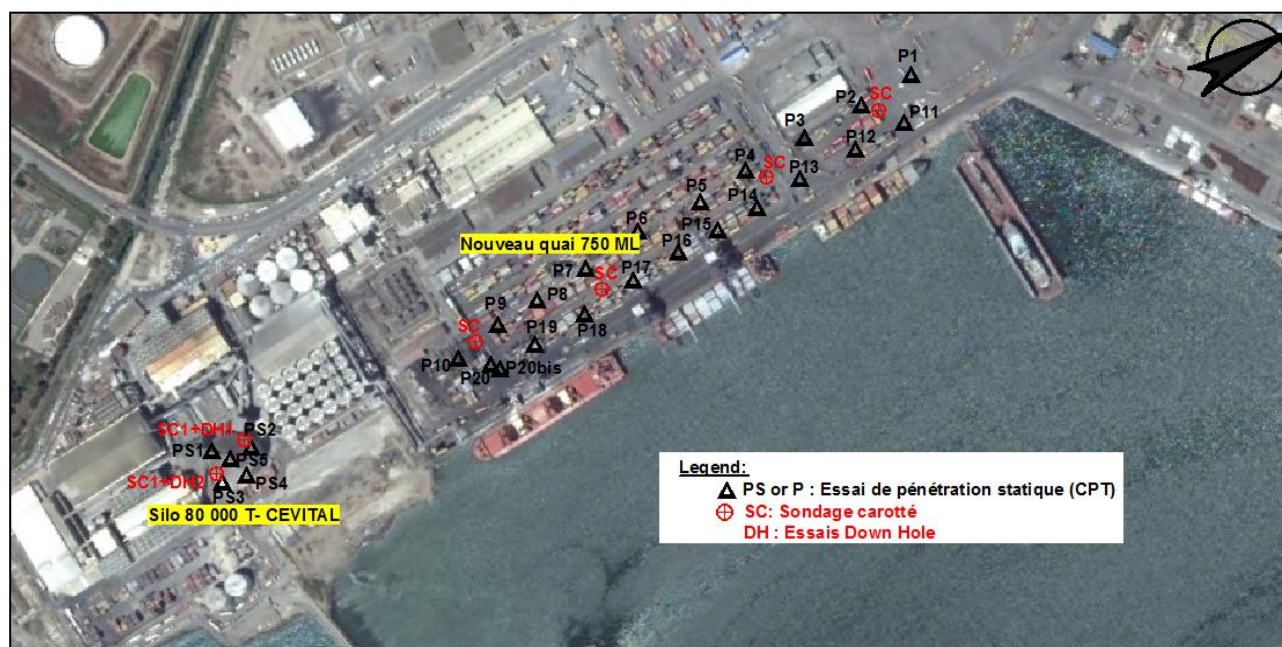 P1
P2
SC
P11
P3
P12
P4
SC
P13
P5
P14
P6
P15
Nouveau quai 750 ML
P16
P7
SC
P17
P8
P9
P18
SC
P19
P10
P20
P20bis
SC1+DH1
PS2
PS1
PS5
SC1+DH2
PS4
PS3
Silo 80 000 T- CEVITAL
Legend:
PS or P : Essai de pénétration statique (CPT)
SC: Sondage carotté
DH : Essais Down Hole